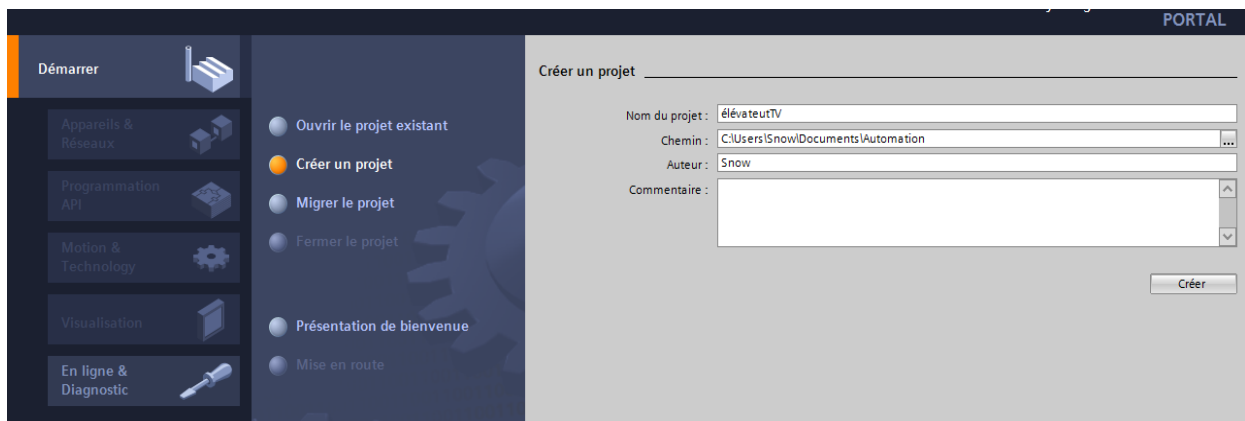 PORTAL
Démarrer
Appareils &
Réseaux
Programmation
API
Motion &
Technology
Visualisation
En ligne &
Diagnostic
Ouvrir le projet existant
Créer un projet
Migrer le projet
Fermer le projet
Présentation de bienvenue
Mise en route
Créer un projet
Nom du projet : élévateutTV
Chemin : C:\Users\Snow\Documents\Automation ...
Auteur : Snow
Commentaire :
Créer